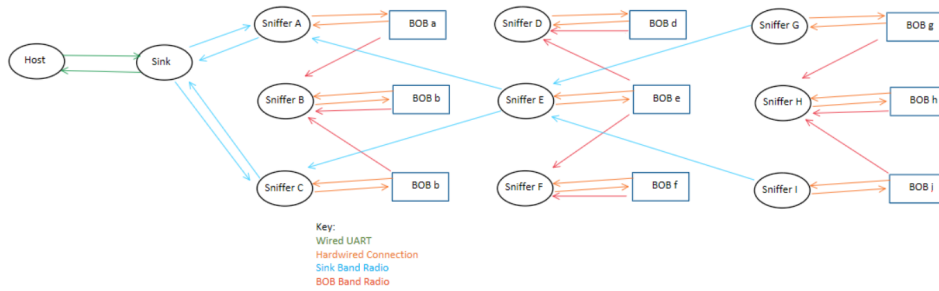 Sniffer A
BOB a
Sniffer D
BOB d
Sniffer G
BOB g
Host
Sink
Sniffer B
BOB b
Sniffer E
BOB e
Sniffer H
BOB h
Sniffer C
BOB b
Sniffer F
BOB f
Sniffer I
BOB j
Key:
Wired UART
Hardwired Connection
Sink Band Radio
BOB Band Radio